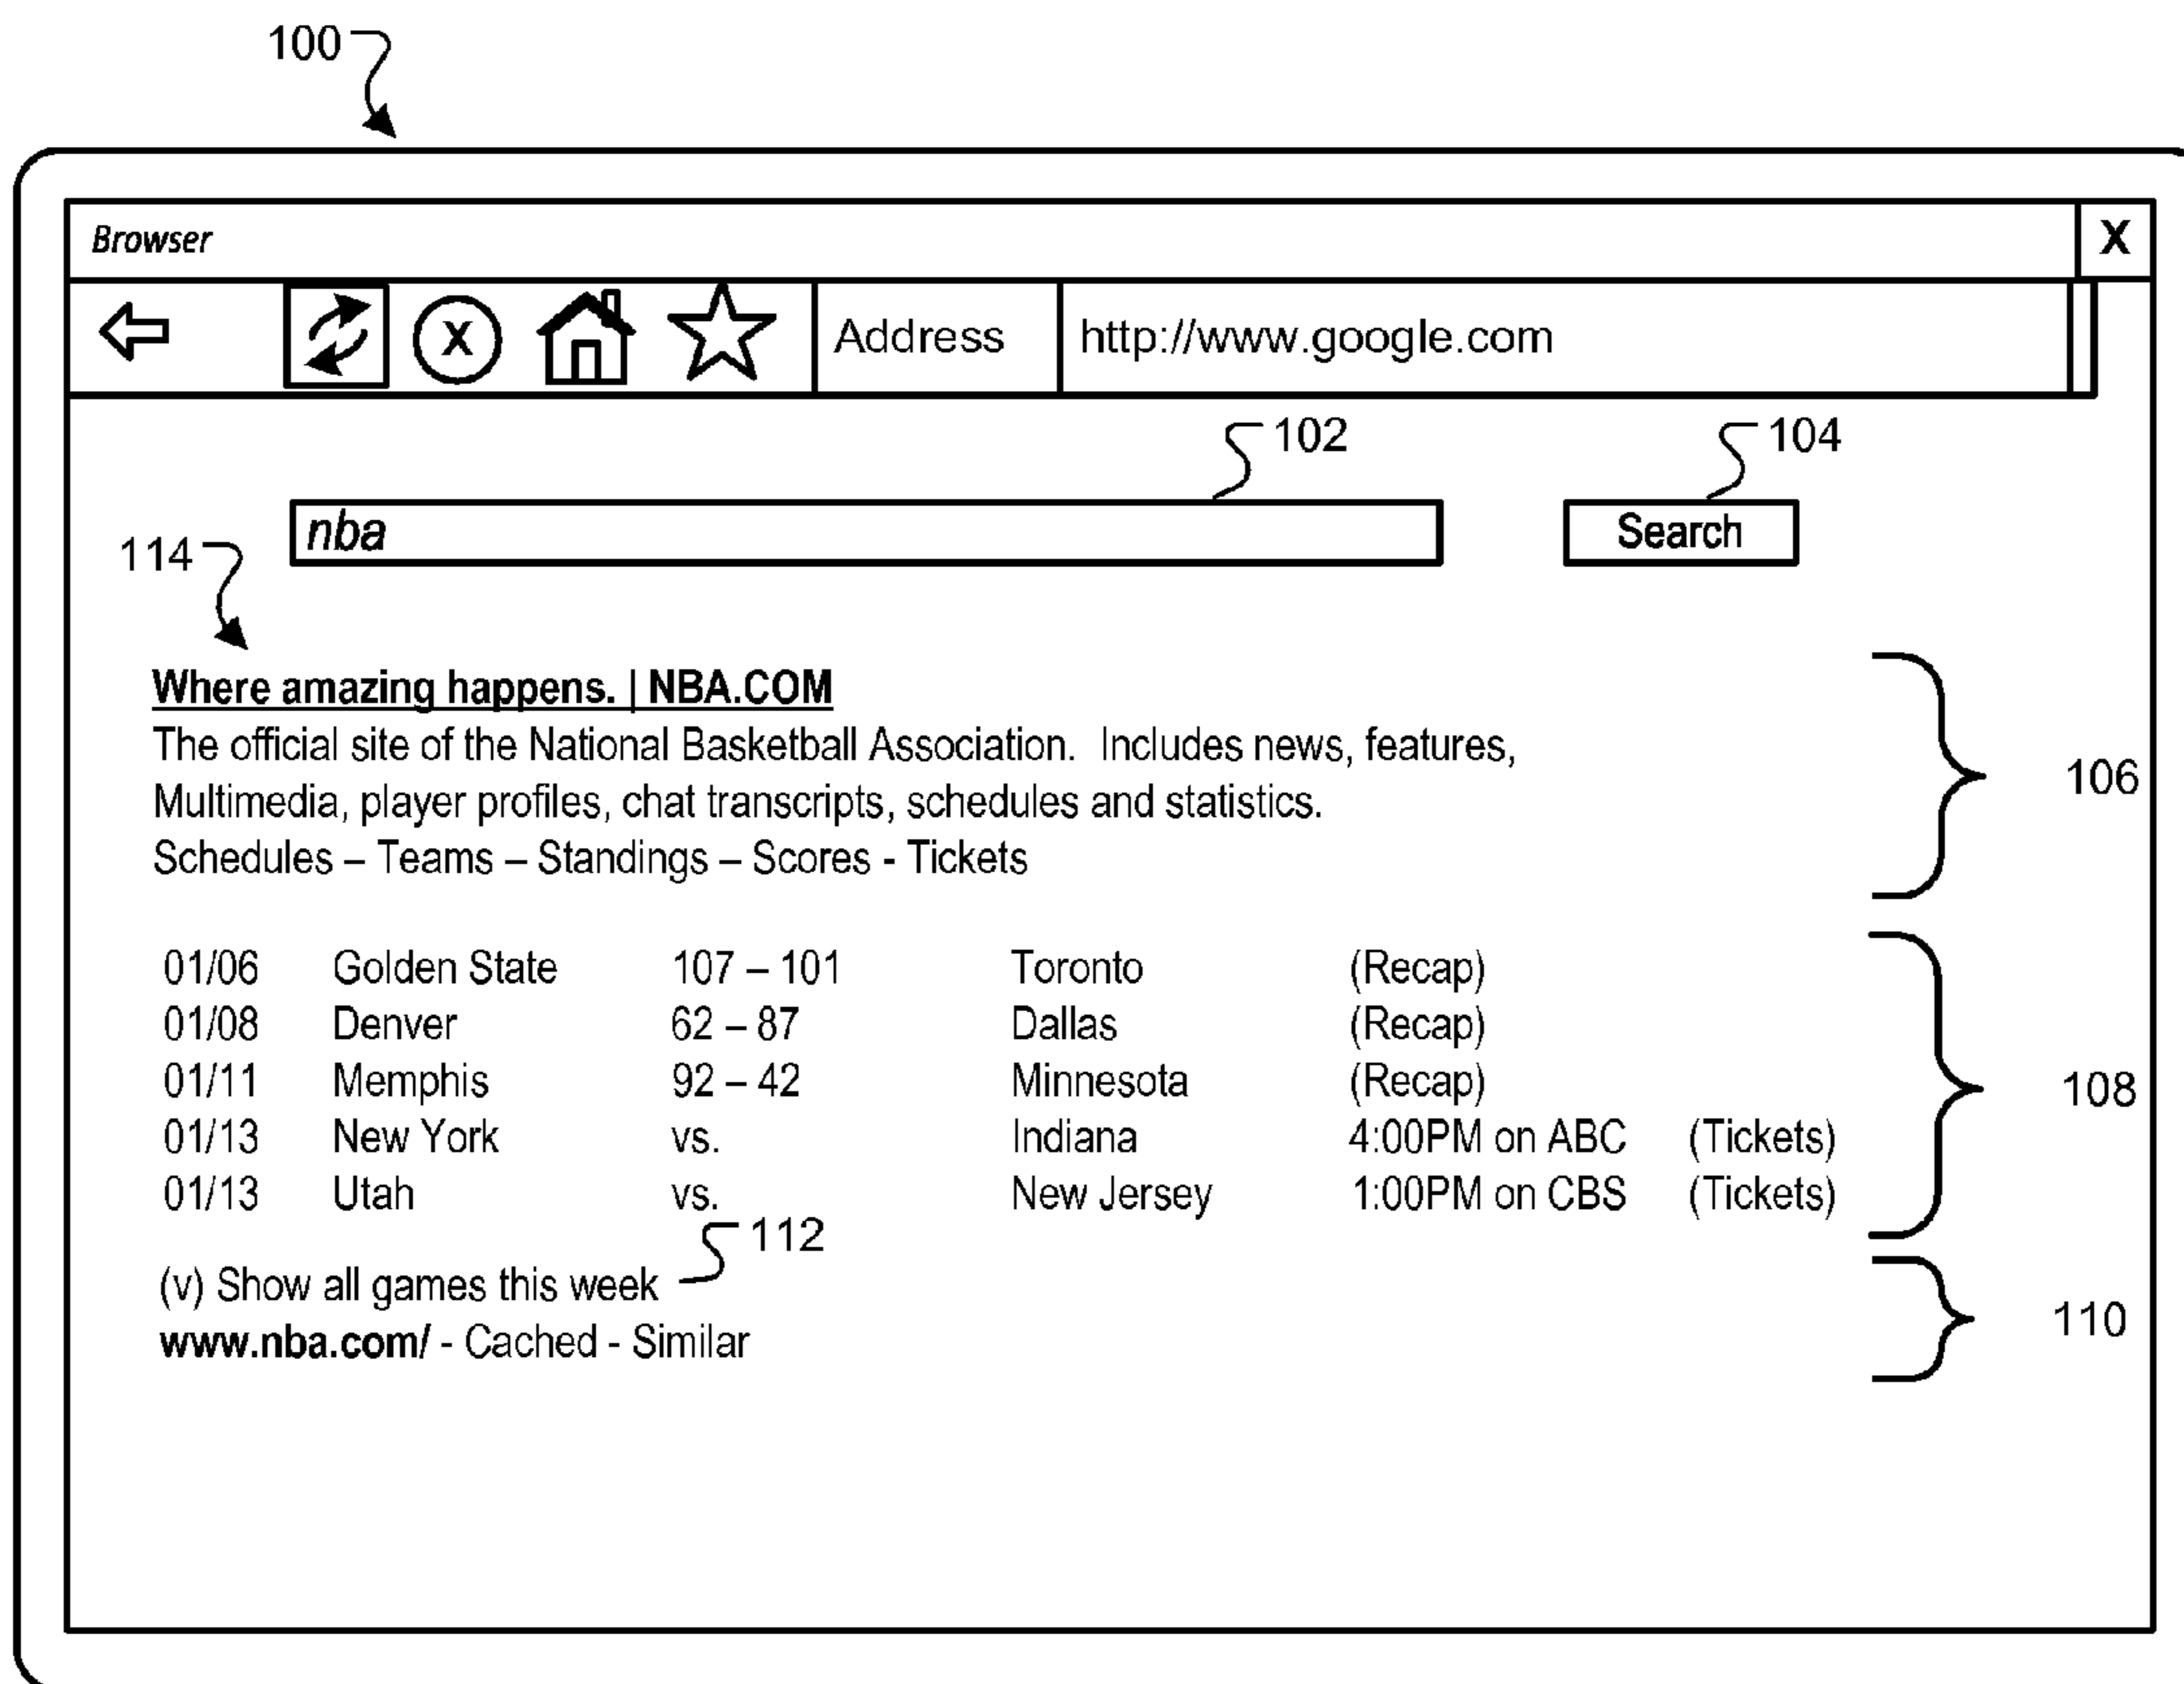 100
Browser X
X Address http://www.google.com
102 104
nba Search
114
Where amazing happens. | NBA.COM
The official site of the National Basketball Association. Includes news, features,
Multimedia, player profiles, chat transcripts, schedules and statistics.
106
Schedules – Teams – Standings – Scores - Tickets
01/06 Golden State 107 – 101 Toronto (Recap)
01/08 Denver 62 – 87 Dallas (Recap)
01/11 Memphis 92 – 42 Minnesota (Recap)
108
01/13 New York vs. Indiana 4:00PM on ABC (Tickets)
01/13 Utah vs. New Jersey 1:00PM on CBS (Tickets)
112
(v) Show all games this week
110
www.nba.com/ - Cached - Similar